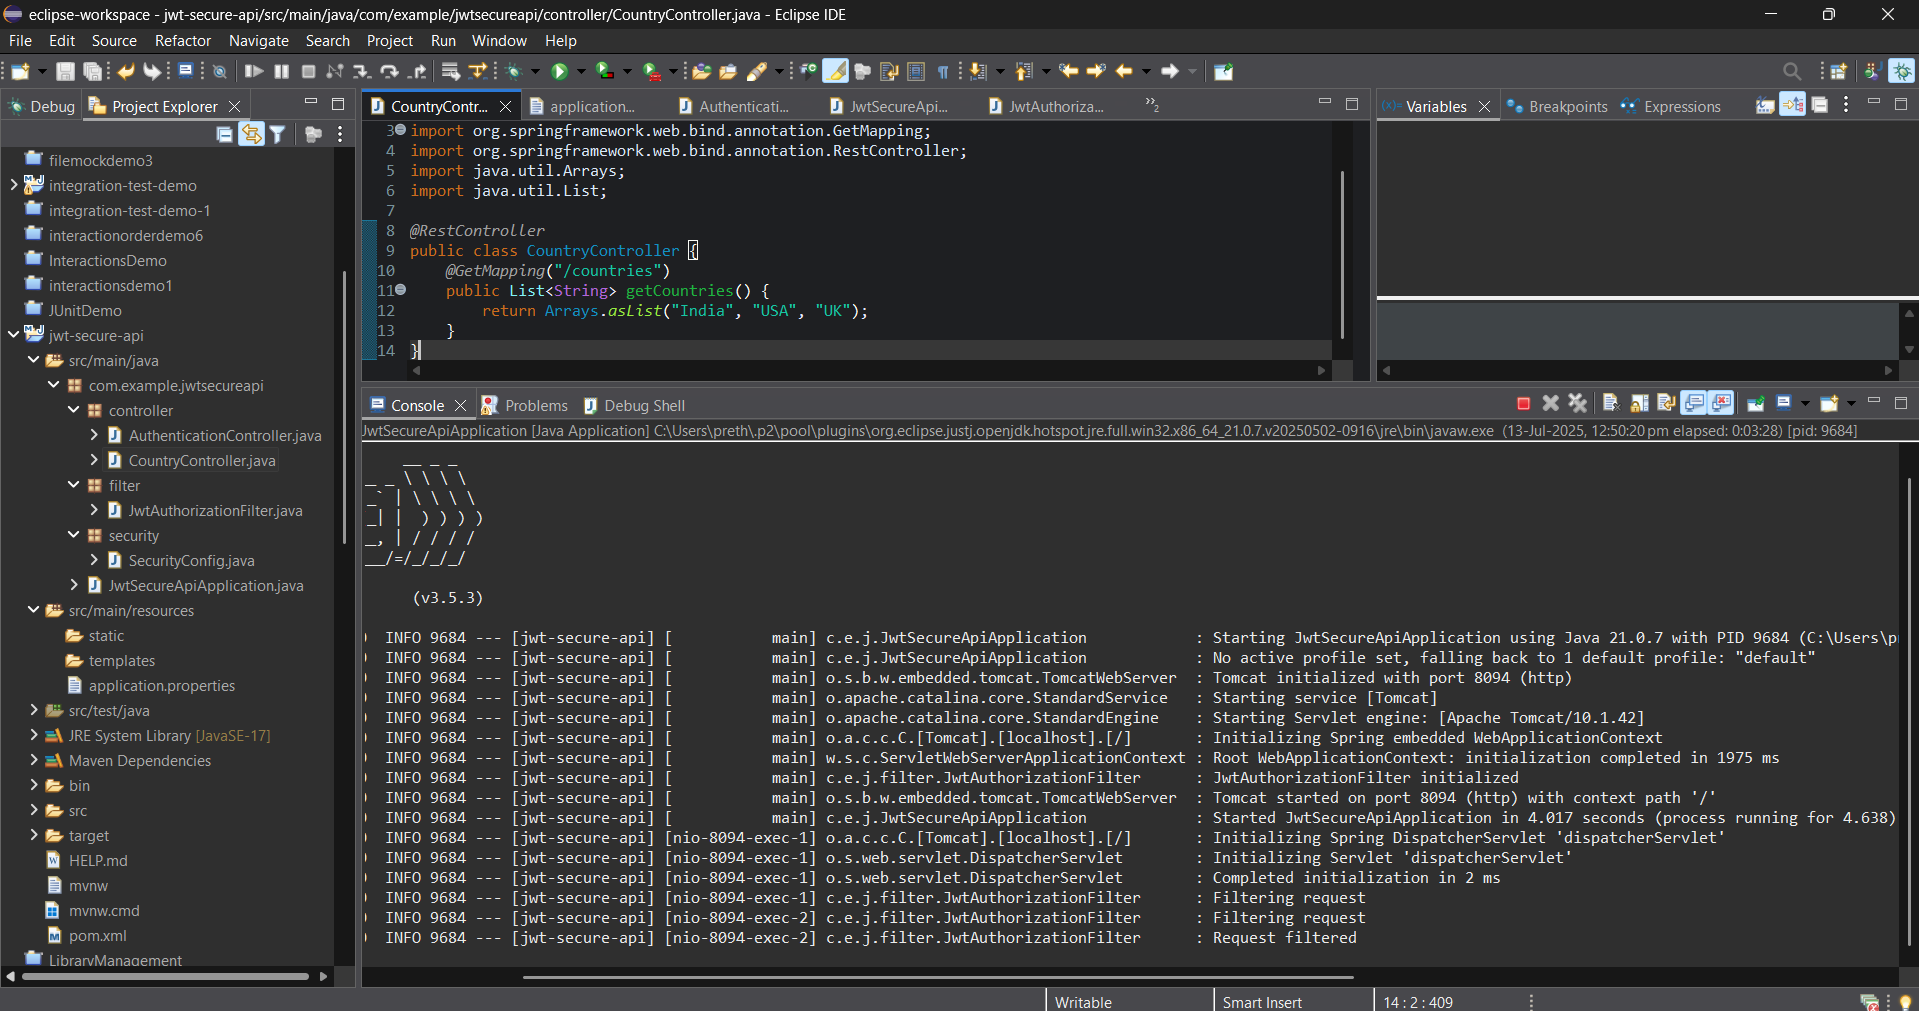 eclipse-workspace - jwt-secure-api/src/main/java/com/example/jwtsecureapi/controller/CountryController.java - Eclipse IDE
File Edit Source Refactor Navigate Search Project Run Window Help
Debug Project Explorer
filemockdemo3
integration-test-demo
integration-test-demo-1
interactionorderdemo6
InteractionsDemo
interactionsdemo1
JUnitDemo
jwt-secure-api
src/main/java
com.example.jwtsecureapi
controller
AuthenticationController.java
CountryController.java
filter
JwtAuthorizationFilter.java
security
SecurityConfig.java
JwtSecureApiApplication.java
src/main/resources
static
templates
application.properties
src/test/java
JRE System Library [JavaSE-17]
Maven Dependencies
bin
src
target
HELP.md
mvnw
mvnw.cmd
pom.xml
LibraryManagement
CountryContr... application... Authenticati... JwtSecureApi... JwtAuthoriza... »2
3 import org.springframework.web.bind.annotation.GetMapping;
4 import org.springframework.web.bind.annotation.RestController;
5 import java.util.Arrays;
6 import java.util.List;
7
8 @RestController
9 public class CountryController {
10 @GetMapping("/countries")
11 public List<String> getCountries() {
12 return Arrays.asList("India", "USA", "UK");
13 }
14 }
(x)= Variables Breakpoints Expressions
Console Problems Debug Shell
JwtSecureApiApplication [Java Application] C:\Users\preth\.p2\pool\plugins\org.eclipse.justj.openjdk.hotspot.jre.full.win32.x86_64_21.0.7.v20250502-0916\jre\bin\javaw.exe (13-Jul-2025, 12:50:20 pm elapsed: 0:03:28) [pid: 9684]
__ _ _
_ _ \ \ \ \
_` | \ \ \ \
_| |  ) ) ) )
_, | / / / /
__/=/_/_/_/
(v3.5.3)
) INFO 9684 --- [jwt-secure-api] [ main] c.e.j.JwtSecureApiApplication : Starting JwtSecureApiApplication using Java 21.0.7 with PID 9684 (C:\Users\p
) INFO 9684 --- [jwt-secure-api] [ main] c.e.j.JwtSecureApiApplication : No active profile set, falling back to 1 default profile: "default"
) INFO 9684 --- [jwt-secure-api] [ main] o.s.b.w.embedded.tomcat.TomcatWebServer : Tomcat initialized with port 8094 (http)
) INFO 9684 --- [jwt-secure-api] [ main] o.apache.catalina.core.StandardService : Starting service [Tomcat]
) INFO 9684 --- [jwt-secure-api] [ main] o.apache.catalina.core.StandardEngine : Starting Servlet engine: [Apache Tomcat/10.1.42]
) INFO 9684 --- [jwt-secure-api] [ main] o.a.c.c.C.[Tomcat].[localhost].[/] : Initializing Spring embedded WebApplicationContext
) INFO 9684 --- [jwt-secure-api] [ main] w.s.c.ServletWebServerApplicationContext : Root WebApplicationContext: initialization completed in 1975 ms
) INFO 9684 --- [jwt-secure-api] [ main] c.e.j.filter.JwtAuthorizationFilter : JwtAuthorizationFilter initialized
) INFO 9684 --- [jwt-secure-api] [ main] o.s.b.w.embedded.tomcat.TomcatWebServer : Tomcat started on port 8094 (http) with context path '/'
) INFO 9684 --- [jwt-secure-api] [ main] c.e.j.JwtSecureApiApplication : Started JwtSecureApiApplication in 4.017 seconds (process running for 4.638)
) INFO 9684 --- [jwt-secure-api] [nio-8094-exec-1] o.a.c.c.C.[Tomcat].[localhost].[/] : Initializing Spring DispatcherServlet 'dispatcherServlet'
) INFO 9684 --- [jwt-secure-api] [nio-8094-exec-1] o.s.web.servlet.DispatcherServlet : Initializing Servlet 'dispatcherServlet'
) INFO 9684 --- [jwt-secure-api] [nio-8094-exec-1] o.s.web.servlet.DispatcherServlet : Completed initialization in 2 ms
) INFO 9684 --- [jwt-secure-api] [nio-8094-exec-1] c.e.j.filter.JwtAuthorizationFilter : Filtering request
) INFO 9684 --- [jwt-secure-api] [nio-8094-exec-2] c.e.j.filter.JwtAuthorizationFilter : Filtering request
) INFO 9684 --- [jwt-secure-api] [nio-8094-exec-2] c.e.j.filter.JwtAuthorizationFilter : Request filtered
Writable Smart Insert 14 : 2 : 409